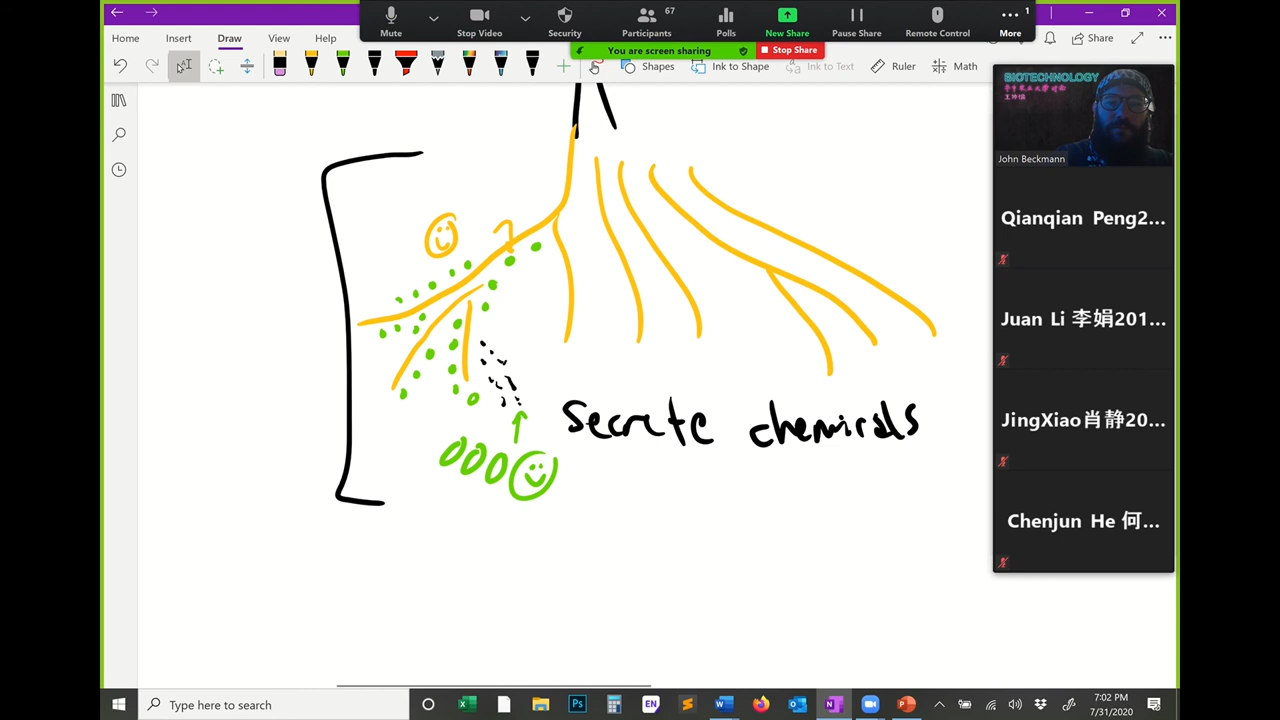 67
1
Mute
Stop Video
Security
Participants
Polls
New Share
Pause Share
Remote Control
More
You are screen sharing
Stop Share
Home
Insert
Draw
View
Help
Share
Shapes
Ink to Shape
Ink to Text
Ruler
Math
BIOTECHNOLOGY
John Beckmann
Qianqian Peng2...
Juan Li 李娟201...
JingXiao肖静20...
Chenjun He 何...
?
Secrete chemicals
Type here to search
EN
7:02 PM
7/31/2020